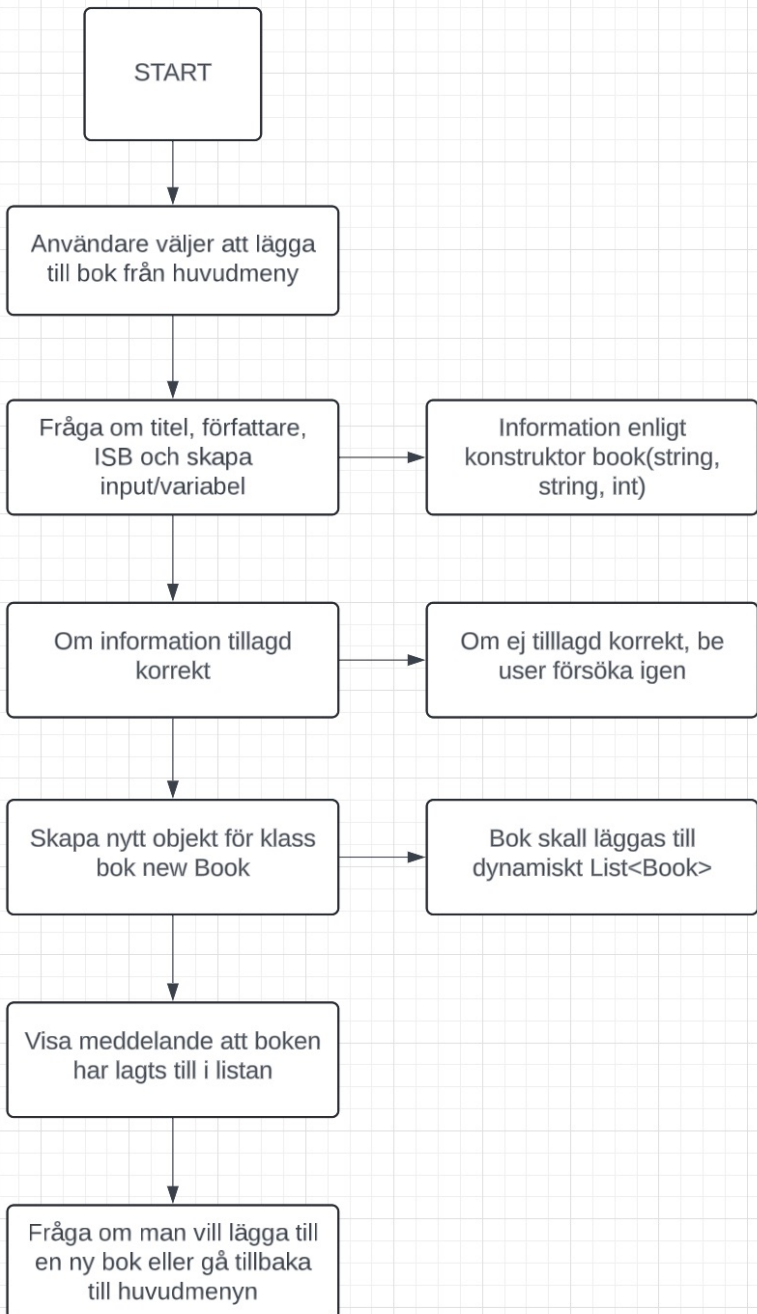 START
Användare väljer att lägga
till bok från huvudmeny
Fråga om titel, författare,
ISB och skapa
input/variabel
Information enligt
konstruktor book(string,
string, int)
Om information tillagd
korrekt
Om ej tilllagd korrekt, be
user försöka igen
Skapa nytt objekt för klass
bok new Book
Bok skall läggas till
dynamiskt List<Book>
Visa meddelande att boken
har lagts till i listan
Fråga om man vill lägga till
en ny bok eller gå tillbaka
till huvudmenyn